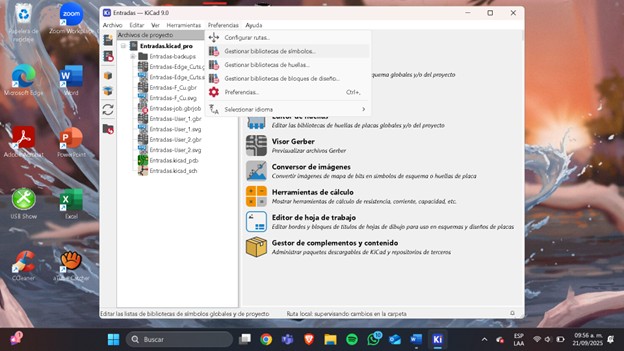 Papelera de reciclaje
Zoom Workplace
Microsoft Edge
Word
Adobe Acrobat
PowerPoint
USB Show
Excel
Entradas — KiCad 9.0
Archivo Editar Ver Herramientas Preferencias Ayuda
Archivos de proyecto
Entradas.kicad_pro
Entradas-backups
Entradas-Edge_Cuts.g
Entradas-Edge_Cuts.s
Entradas-F_Cu.gbr
Entradas-F_Cu.svg
Entradas-job.gbrjob
Entradas-User_1.gbr
Entradas-User_1.svg
Entradas-User_2.gbr
Entradas-User_2.svg
Entradas.kicad_pcb
Entradas.kicad_sch
Configurar rutas...
Gestionar bibliotecas de símbolos...
Gestionar bibliotecas de huellas...
Gestionar bibliotecas de bloques de diseño...
Preferencias... Ctrl+,
Seleccionar idioma
quemas globales y/o del proyecto
Editor de huellas
Editar las bibliotecas de huellas de placas globales y/o del proyecto
Visor Gerber
Previsualizar archivos Gerber
Conversor de imágenes
Convertir imágenes de mapa de bits en símbolos de esquema o huellas de placa
Herramientas de cálculo
Mostrar herramientas de cálculo de resistencia, corriente, capacidad, etc.
Editor de hoja de trabajo
Editar bordes y bloques de títulos de hojas de dibujo para uso en esquemas y diseños de placas
Gestor de complementos y contenido
Administrar paquetes descargables de KiCad y repositorios de terceros
Editar las listas de bibliotecas de símbolos globales y de proyecto.
Ruta local: supervisando cambios en la carpeta
Buscar
ESP
LAA
09:56 a. m.
21/09/2025